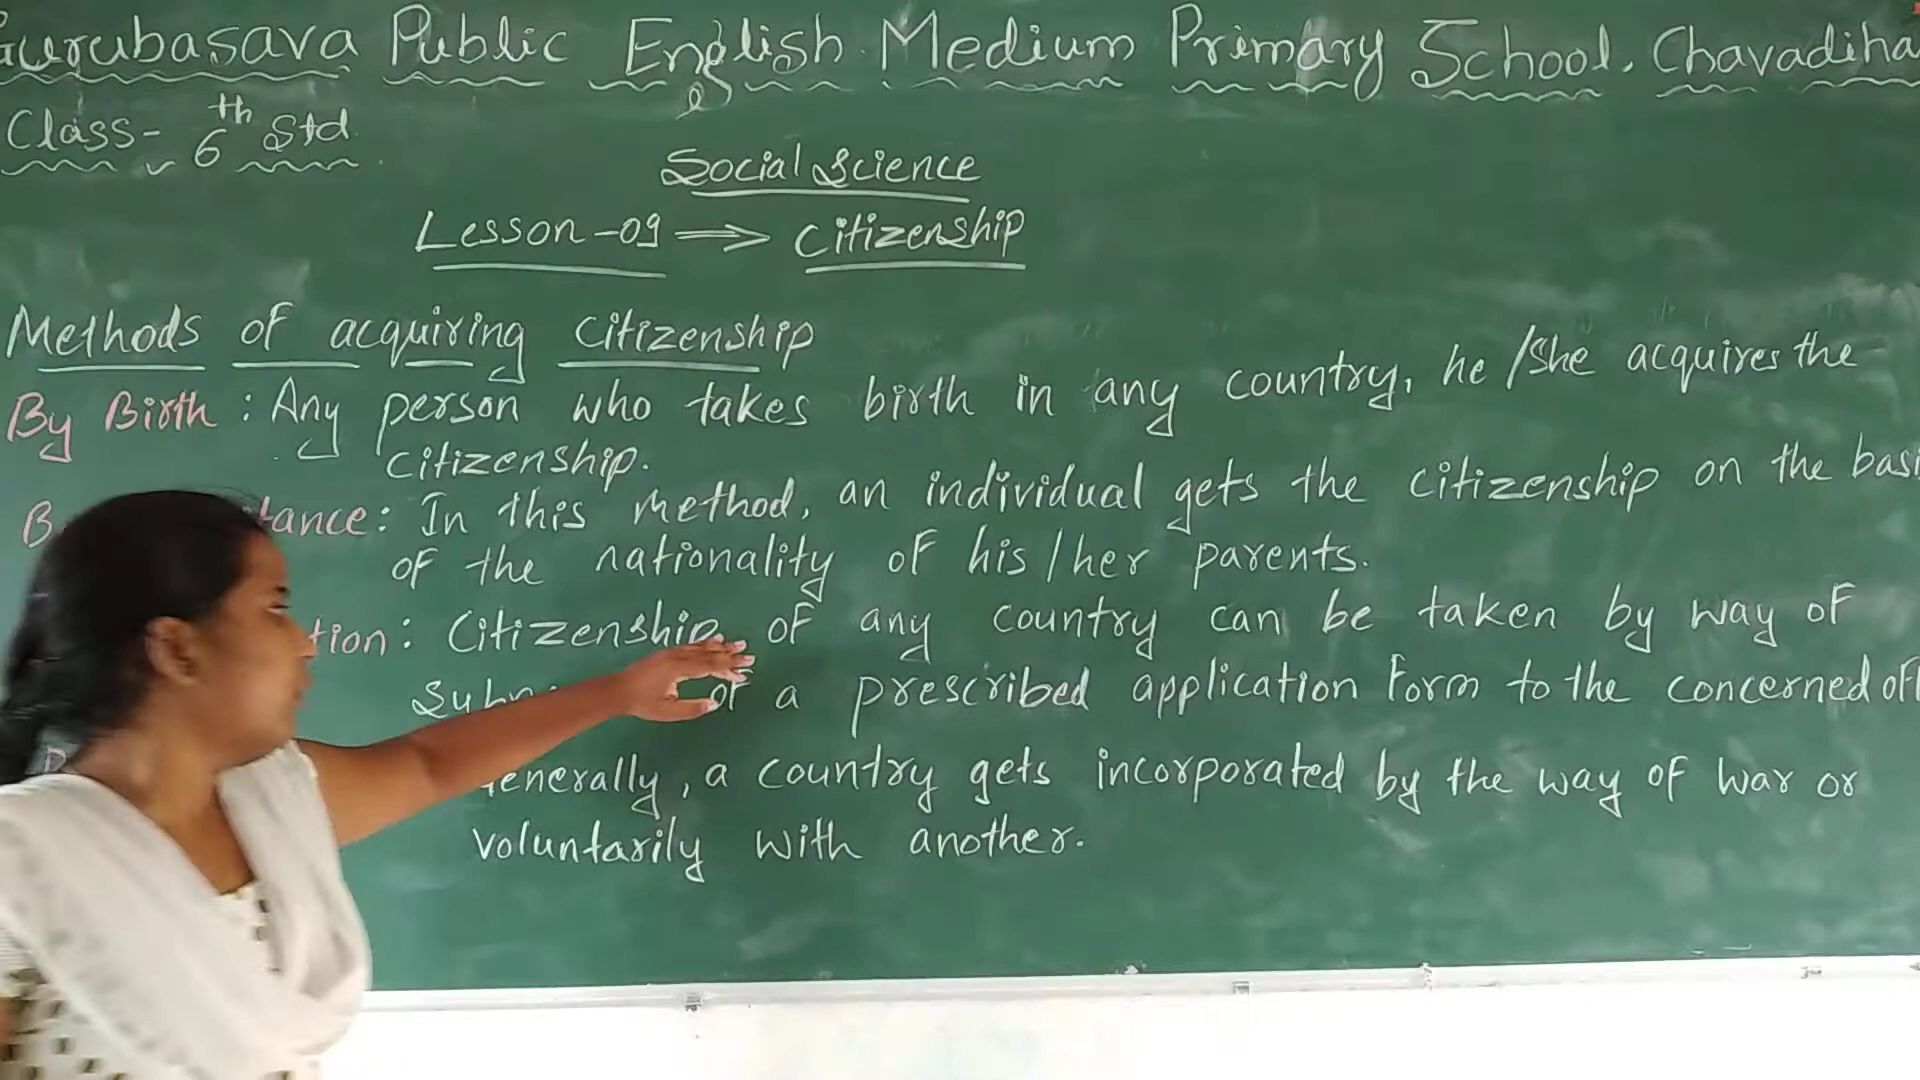 Gurubasava Public English Medium Primary School, Chavadiha
Class- 6th Std
Social Science
Lesson-09 ⇒ Citizenship
Methods of acquiring Citizenship
By Birth : Any person who takes birth in any country, he/She acquires the
Citizenship.
tance: In this method, an individual gets the Citizenship on the basi
of the nationality of his/her parents.
tion: Citizenship of any country can be taken by way of
of a prescribed application Form to the concerned off
Generally, a country gets incorporated by the way of war or
voluntarily with another.